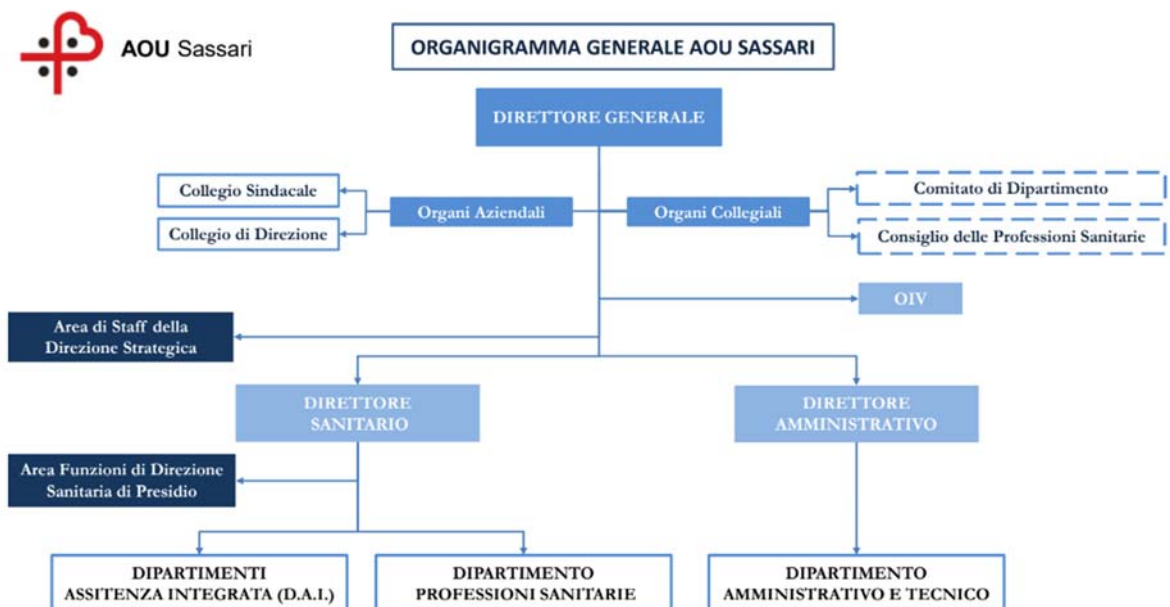 AOU Sassari
ORGANIGRAMMA GENERALE AOU SASSARI
DIRETTORE GENERALE
Collegio Sindacale
Collegio di Direzione
Organi Aziendali
Organi Collegiali
Comitato di Dipartimento
Consiglio delle Professioni Sanitarie
OIV
Area di Staff della
Direzione Strategica
DIRETTORE
SANITARIO
DIRETTORE
AMMINISTRATIVO
Area Funzioni di Direzione
Sanitaria di Presidio
DIPARTIMENTI
ASSITENZA INTEGRATA (D.A.I.)
DIPARTIMENTO
PROFESSIONI SANITARIE
DIPARTIMENTO
AMMINISTRATIVO E TECNICO